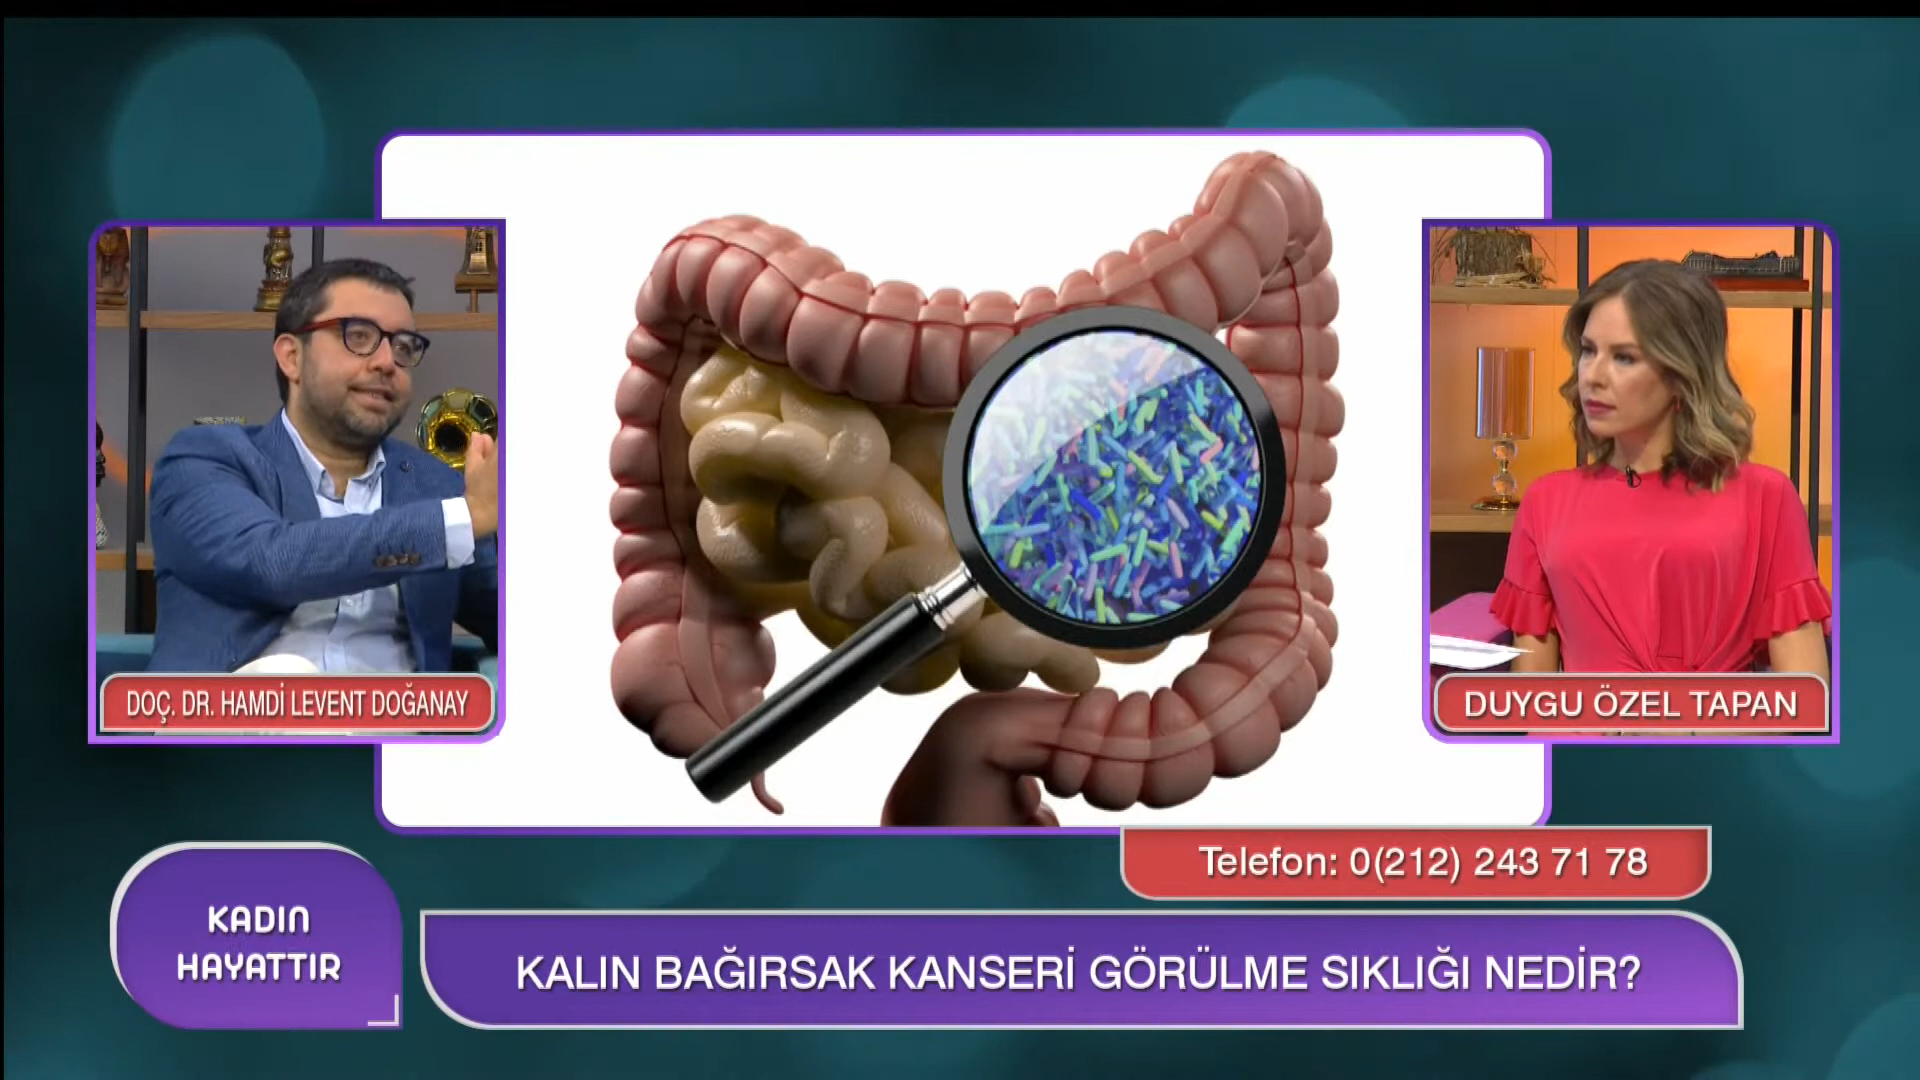 DOÇ. DR. HAMDİ LEVENT DOĞANAY
DUYGU ÖZEL TAPAN
Telefon: 0(212) 243 71 78
KADIN
HAYATTIR
KALIN BAĞIRSAK KANSERİ GÖRÜLME SIKLIĞI NEDİR?